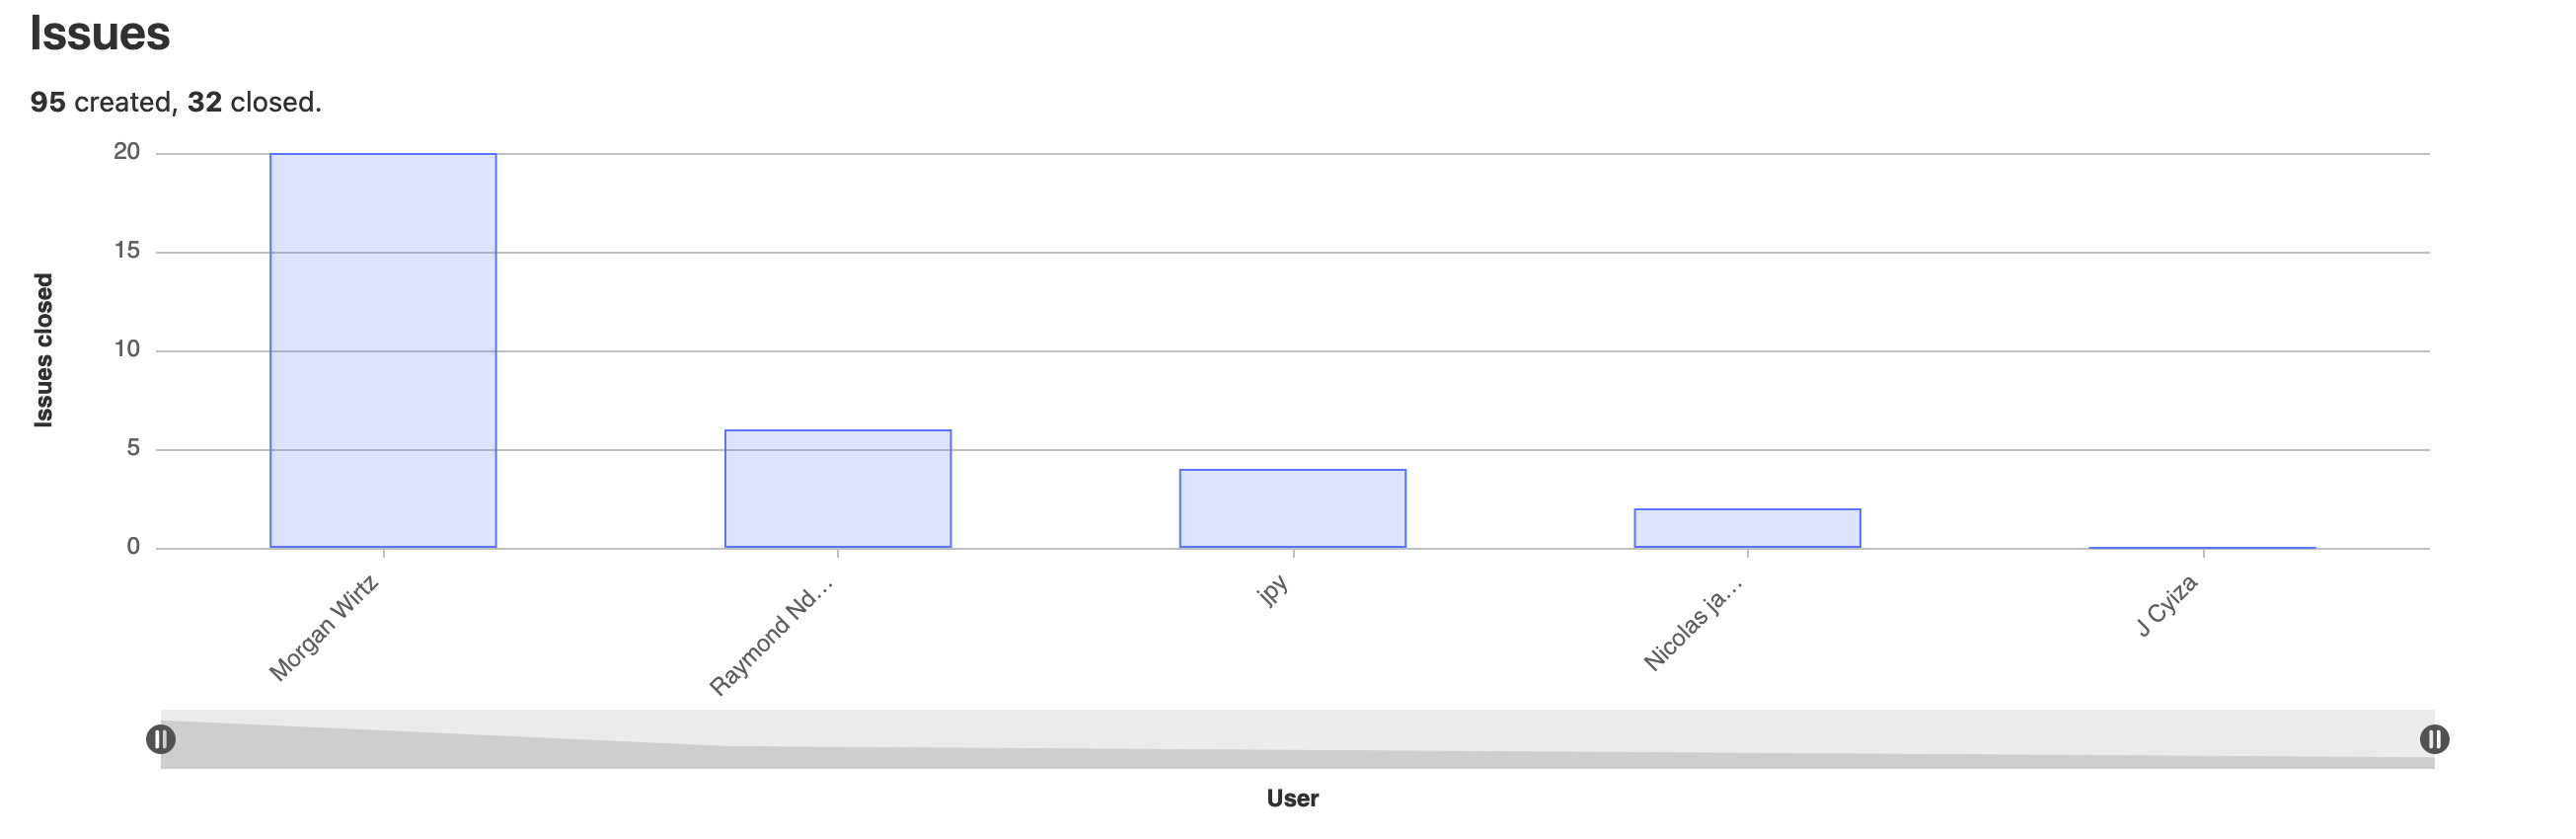 Issues
95 created, 32 closed.
20
15
10
5
0
Issues closed
Morgan Wirtz
Raymond Nd...
jpy
Nicolas ja...
J Cyiza
User